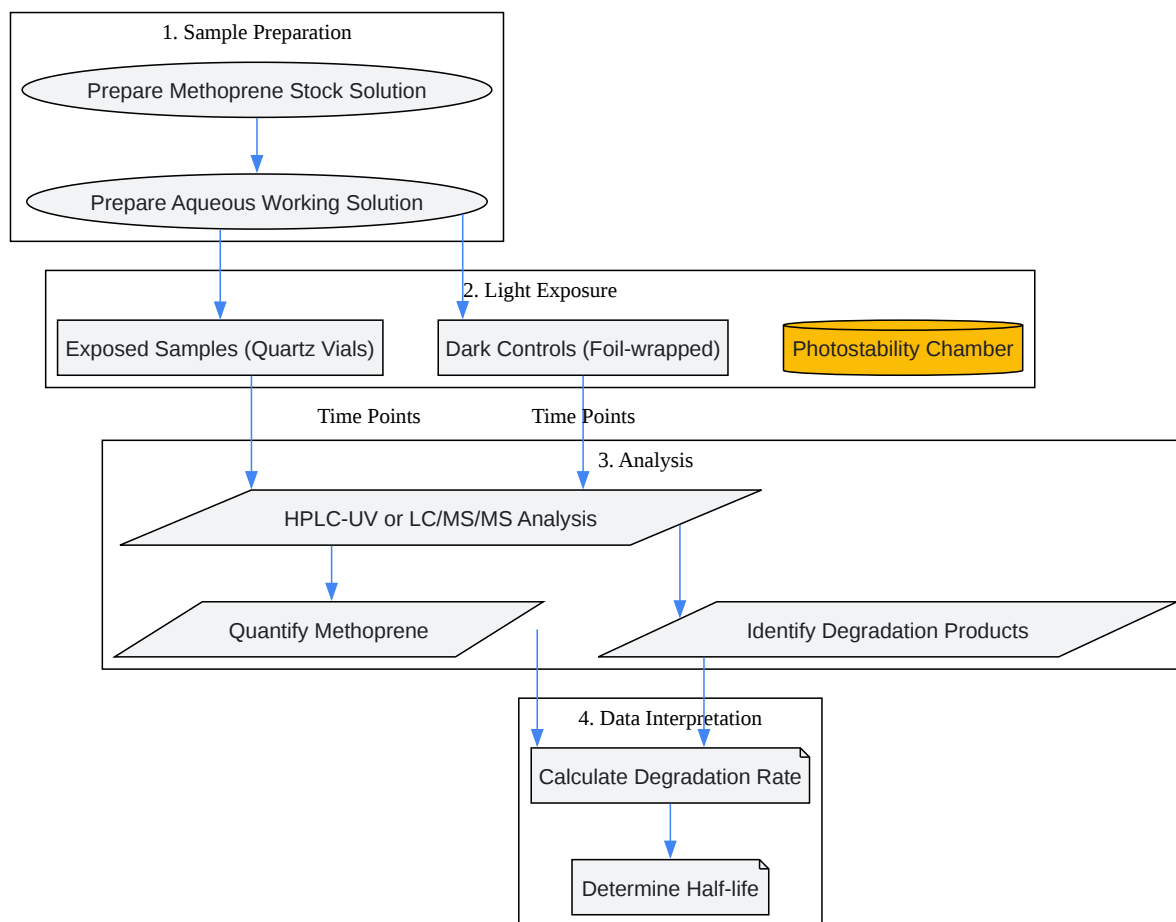 1. Sample Preparation
Prepare Methoprene Stock Solution
Prepare Aqueous Working Solution
2. Light Exposure
Exposed Samples (Quartz Vials)
Dark Controls (Foil-wrapped)
Photostability Chamber
Time Points
Time Points
3. Analysis
HPLC-UV or LC/MS/MS Analysis
Quantify Methoprene
Identify Degradation Products
4. Data Interpretation
Calculate Degradation Rate
Determine Half-life